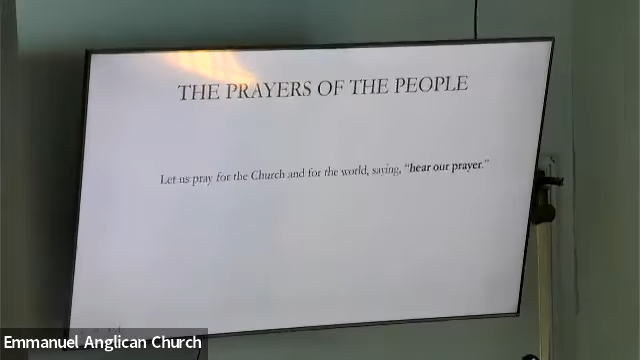 THE PRAYERS OF THE PEOPLE
Let us pray for the Church and for the world, saying, “hear our prayer.”
Emmanuel Anglican Church